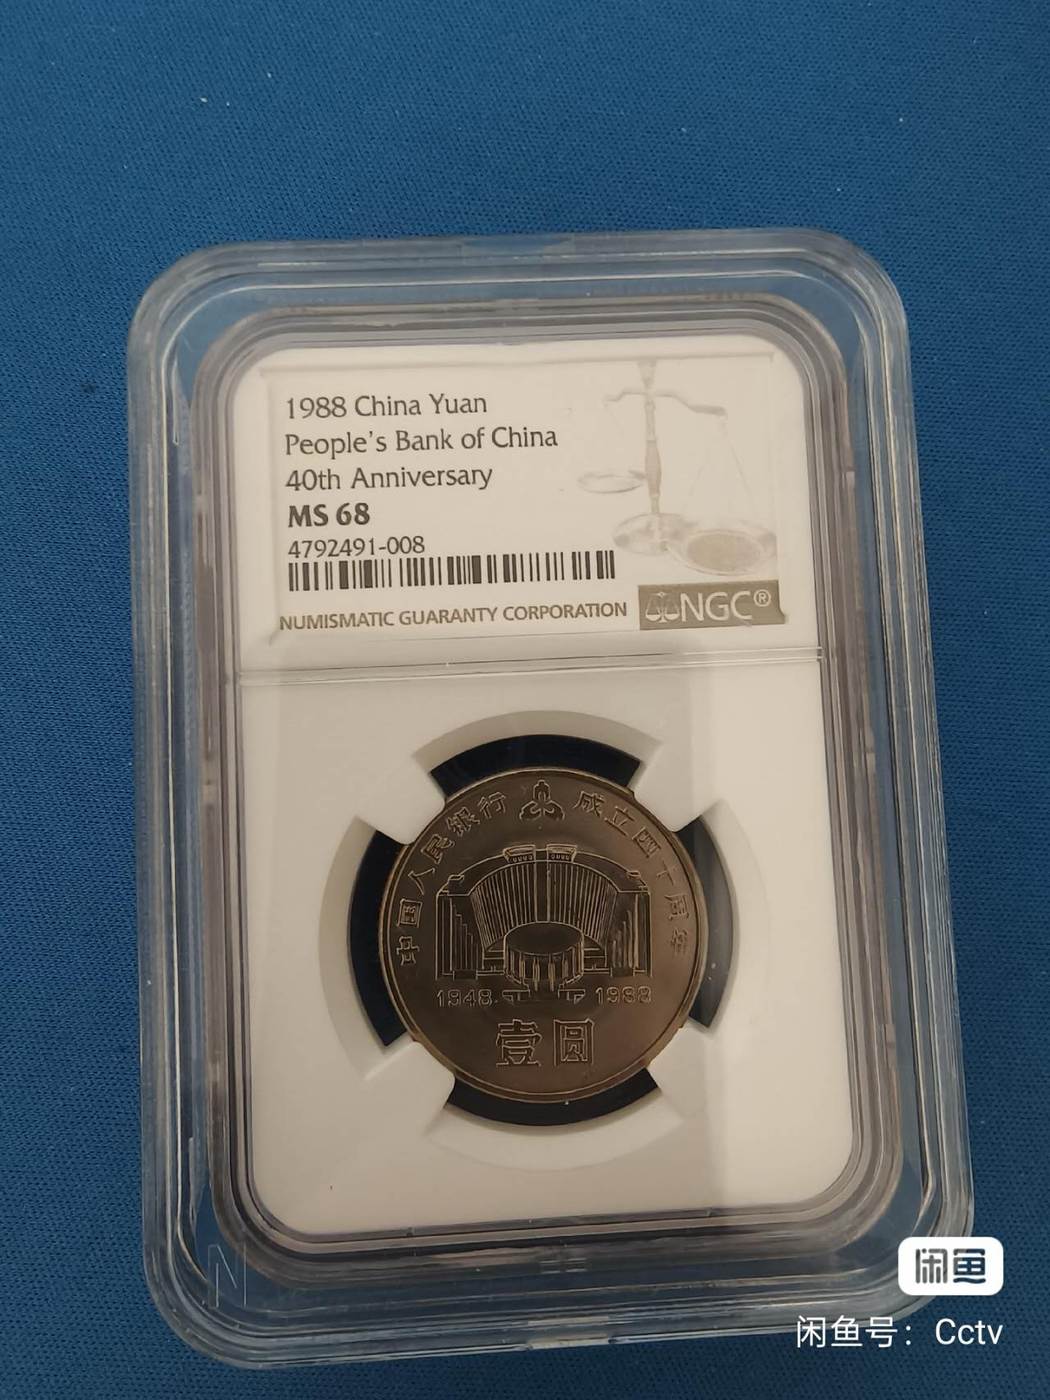 1988 China Yuan
People's Bank of China
40th Anniversary
MS 68
4792491-008
NUMISMATIC GUARANTY CORPORATION
NGC®
中国人民银行 成立四十周年
1948 1988
壹圆
N
闲鱼
闲鱼号：Cctv